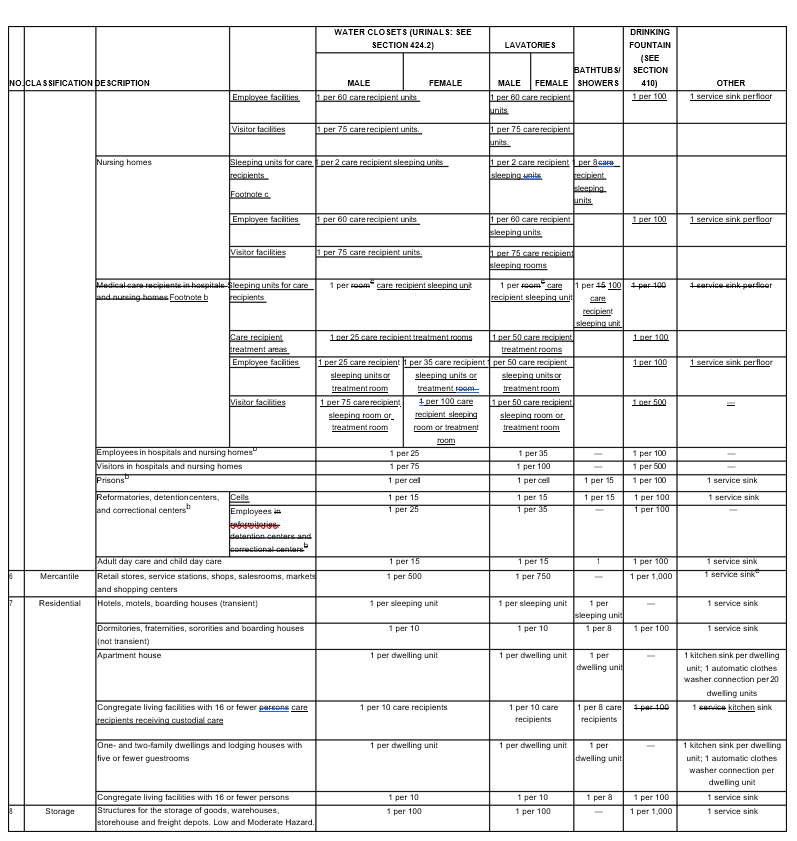 WATER CLOSETS (URINALS: SEE SECTION 424.2)
LAVATORIES
DRINKING FOUNTAIN (SEE SECTION 410)
NO. CLASSIFICATION DESCRIPTION MALE FEMALE MALE FEMALE BATHTUBS/ SHOWERS OTHER
Employee facilities 1 per 60 care recipient units 1 per 60 care recipient units 1 per 100 1 service sink per floor
Visitor facilities 1 per 75 care recipient units. 1 per 75 care recipient units.
Nursing homes Sleeping units for care recipients Footnote c 1 per 2 care recipient sleeping units 1 per 2 care recipient sleeping units 1 per 8 care recipient sleeping units
Employee facilities 1 per 60 care recipient units 1 per 60 care recipient sleeping units 1 per 100 1 service sink per floor
Visitor facilities 1 per 75 care recipient units. 1 per 75 care recipient sleeping rooms
Medical care recipients in hospitals and nursing homes Footnote b Sleeping units for care recipients 1 per room c care recipient sleeping unit 1 per room c care recipient sleeping unit 1 per 15 100 care recipient sleeping unit 1 per 100 1 service sink per floor
Care recipient treatment areas 1 per 25 care recipient treatment rooms 1 per 50 care recipient treatment rooms 1 per 100
Employee facilities 1 per 25 care recipient sleeping units or treatment room 1 per 35 care recipient sleeping units or treatment room 1 per 50 care recipient sleeping units or treatment room 1 per 100 1 service sink per floor
Visitor facilities 1 per 75 care recipient sleeping room or treatment room 1 per 100 care recipient sleeping room or treatment room 1 per 50 care recipient sleeping room or treatment room 1 per 500 —
Employees in hospitals and nursing homes b 1 per 25 1 per 35 — 1 per 100 —
Visitors in hospitals and nursing homes 1 per 75 1 per 100 — 1 per 500 —
Prisons b 1 per cell 1 per cell 1 per 15 1 per 100 1 service sink
Reformatories, detention centers, and correctional centers b Cells 1 per 15 1 per 15 1 per 15 1 per 100 1 service sink
Employees in reformitories, detention centers and correctional centers b 1 per 25 1 per 35 — 1 per 100 —
Adult day care and child day care 1 per 15 1 per 15 1 1 per 100 1 service sink
6 Mercantile Retail stores, service stations, shops, salesrooms, markets and shopping centers 1 per 500 1 per 750 — 1 per 1,000 1 service sink e
7 Residential Hotels, motels, boarding houses (transient) 1 per sleeping unit 1 per sleeping unit 1 per sleeping unit — 1 service sink
Dormitories, fraternities, sororities and boarding houses (not transient) 1 per 10 1 per 10 1 per 8 1 per 100 1 service sink
Apartment house 1 per dwelling unit 1 per dwelling unit 1 per dwelling unit — 1 kitchen sink per dwelling unit; 1 automatic clothes washer connection per 20 dwelling units
Congregate living facilities with 16 or fewer persons care recipients receiving custodial care 1 per 10 care recipients 1 per 10 care recipients 1 per 8 care recipients 1 per 100 1 service kitchen sink
One- and two-family dwellings and lodging houses with five or fewer guestrooms 1 per dwelling unit 1 per dwelling unit 1 per dwelling unit — 1 kitchen sink per dwelling unit; 1 automatic clothes washer connection per dwelling unit
Congregate living facilities with 16 or fewer persons 1 per 10 1 per 10 1 per 8 1 per 100 1 service sink
8 Storage Structures for the storage of goods, warehouses, storehouse and freight depots. Low and Moderate Hazard. 1 per 100 1 per 100 — 1 per 1,000 1 service sink